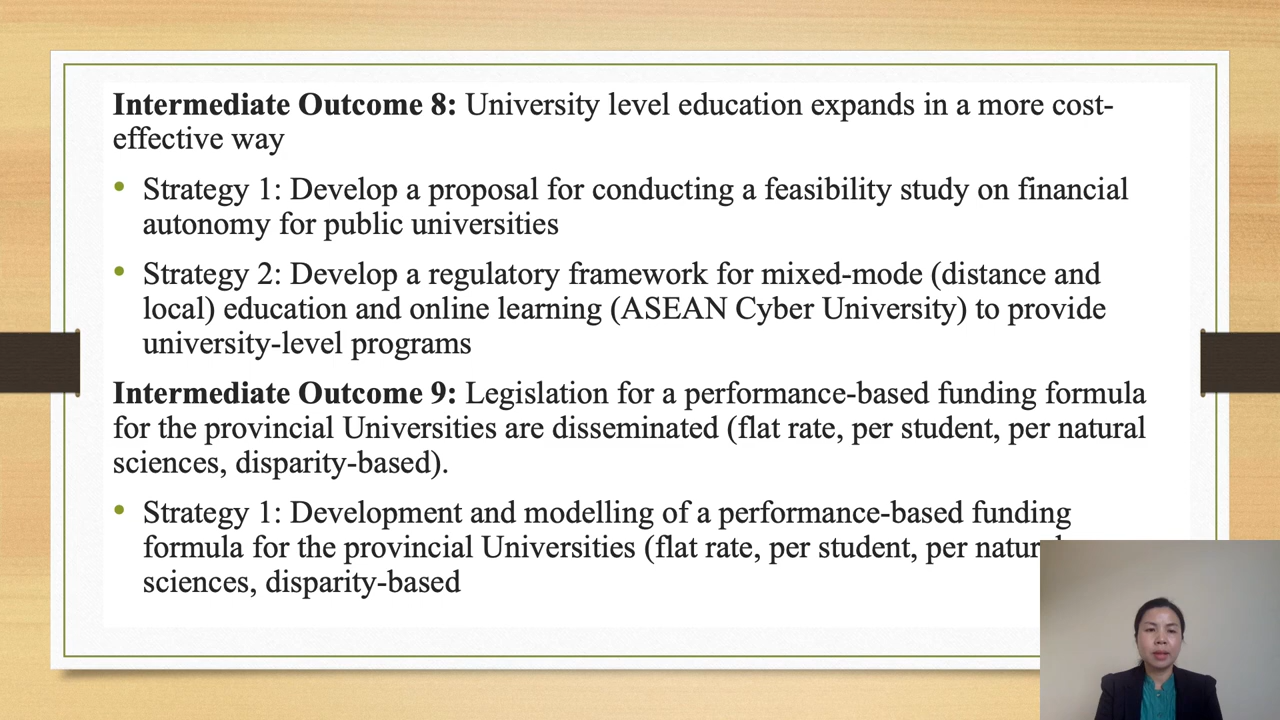 Intermediate Outcome 8: University level education expands in a more cost-
effective way
• Strategy 1: Develop a proposal for conducting a feasibility study on financial
autonomy for public universities
• Strategy 2: Develop a regulatory framework for mixed-mode (distance and
local) education and online learning (ASEAN Cyber University) to provide
university-level programs
Intermediate Outcome 9: Legislation for a performance-based funding formula
for the provincial Universities are disseminated (flat rate, per student, per natural
sciences, disparity-based).
• Strategy 1: Development and modelling of a performance-based funding
formula for the provincial Universities (flat rate, per student, per natural
sciences, disparity-based